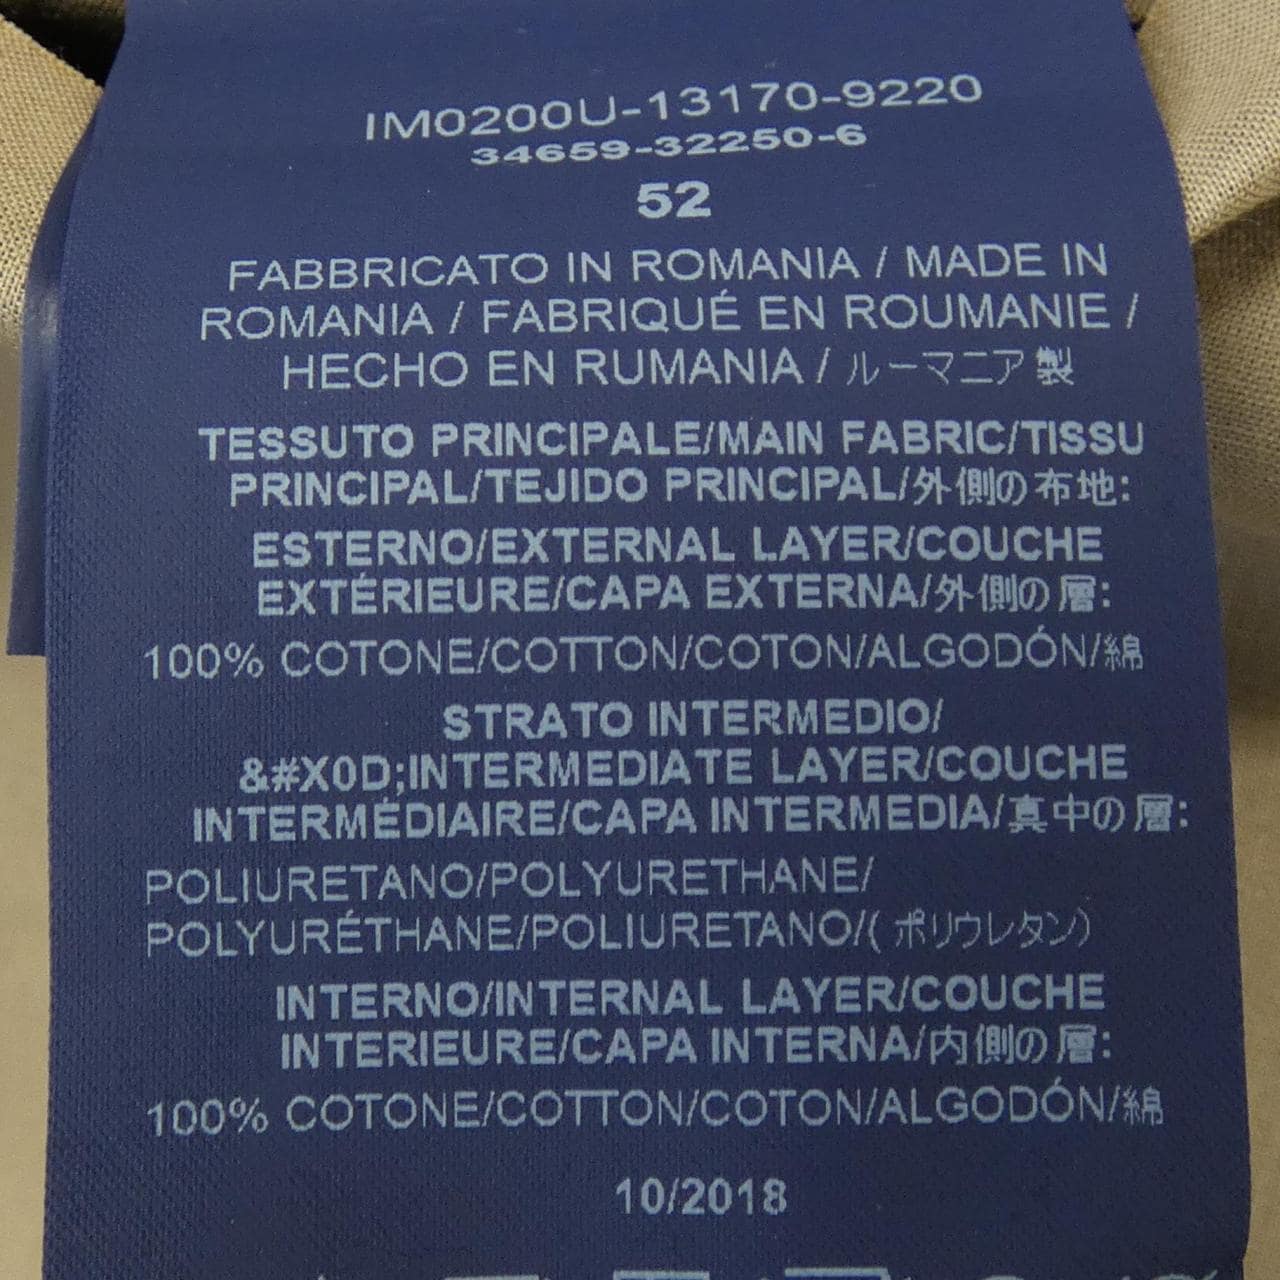 IM0200U-13170-9220
34659-32250-6
52
FABBRICATO IN ROMANIA / MADE IN
ROMANIA / FABRIQUÉ EN ROUMANIE /
HECHO EN RUMANIA / ルーマニア製
TESSUTO PRINCIPALE/MAIN FABRIC/TISSU
PRINCIPAL/TEJIDO PRINCIPAL/外側の布地:
ESTERNO/EXTERNAL LAYER/COUCHE
EXTÉRIEURE/CAPA EXTERNA/外側の層:
100% COTONE/COTTON/COTON/ALGODÓN/綿
STRATO INTERMEDIO/
&#X0D;INTERMEDIATE LAYER/COUCHE
INTERMÉDIAIRE/CAPA INTERMEDIA/真中の層:
POLIURETANO/POLYURETHANE/
POLYURÉTHANE/POLIURETANO/(ポリウレタン)
INTERNO/INTERNAL LAYER/COUCHE
INTERIEURE/CAPA INTERNA/内側の層:
100% COTONE/COTTON/COTON/ALGODÓN/綿
10/2018